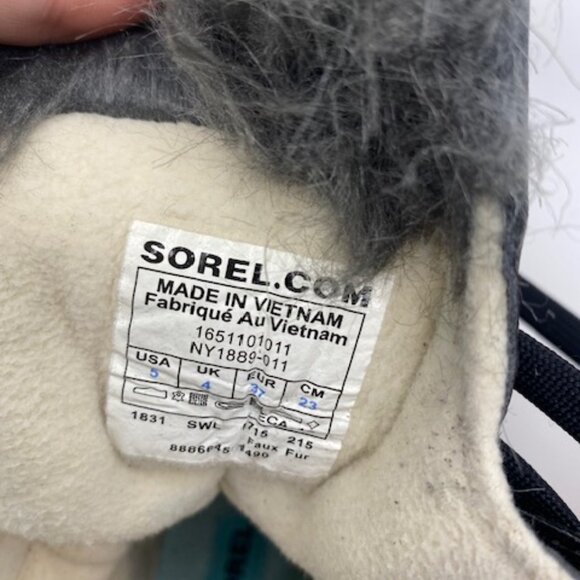 SOREL.COM
MADE IN VIETNAM
Fabriqué Au Vietnam
1651101011
NY1889-011
USA UK EUR CM
5 4 37 23
1831 215
Faux Fur
SOREL